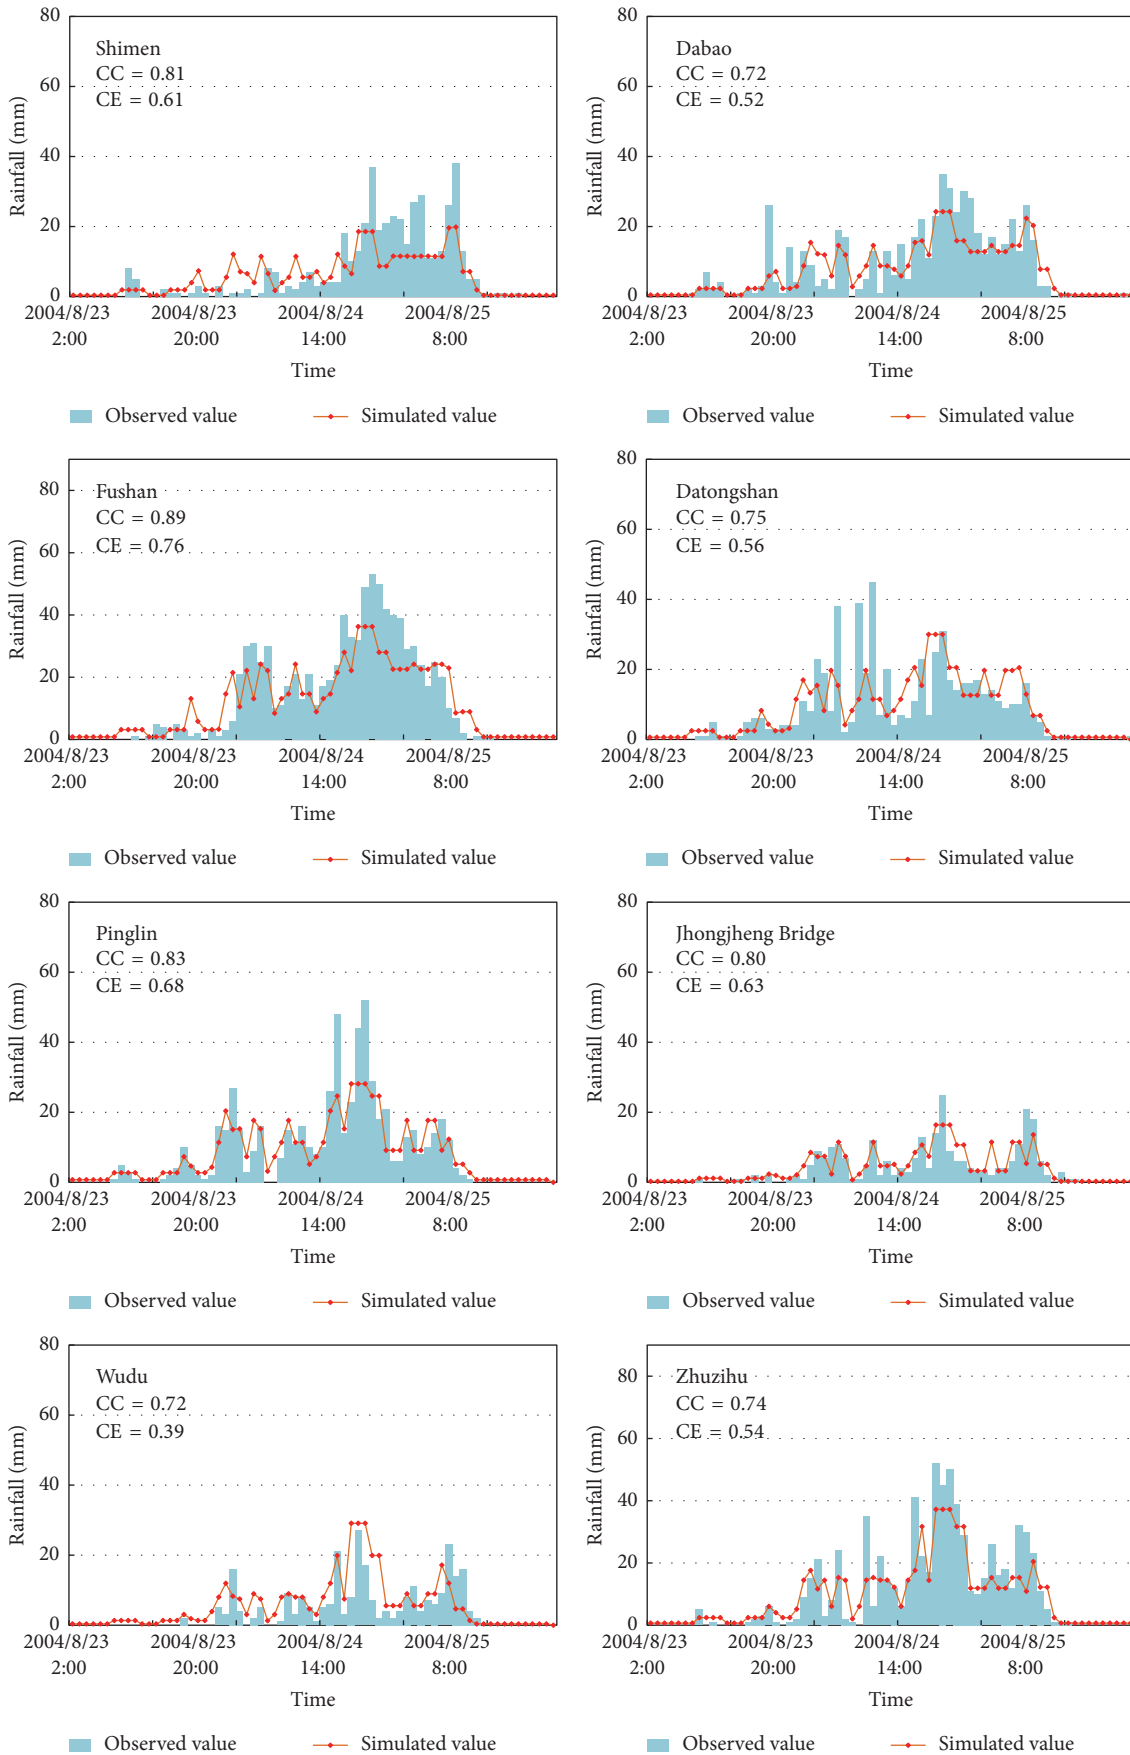 80
60
40
20
0
Rainfall (mm)
Shimen
CC = 0.81
CE = 0.61
2004/8/23 2004/8/23 2004/8/24 2004/8/25
2:00 20:00 14:00 8:00
Time
Observed value Simulated value
80
60
40
20
0
Rainfall (mm)
Dabao
CC = 0.72
CE = 0.52
2004/8/23 2004/8/23 2004/8/24 2004/8/25
2:00 20:00 14:00 8:00
Time
Observed value Simulated value
80
60
40
20
0
Rainfall (mm)
Fushan
CC = 0.89
CE = 0.76
2004/8/23 2004/8/23 2004/8/24 2004/8/25
2:00 20:00 14:00 8:00
Time
Observed value Simulated value
80
60
40
20
0
Rainfall (mm)
Datongshan
CC = 0.75
CE = 0.56
2004/8/23 2004/8/23 2004/8/24 2004/8/25
2:00 20:00 14:00 8:00
Time
Observed value Simulated value
80
60
40
20
0
Rainfall (mm)
Pinglin
CC = 0.83
CE = 0.68
2004/8/23 2004/8/23 2004/8/24 2004/8/25
2:00 20:00 14:00 8:00
Time
Observed value Simulated value
80
60
40
20
0
Rainfall (mm)
Jhongjheng Bridge
CC = 0.80
CE = 0.63
2004/8/23 2004/8/23 2004/8/24 2004/8/25
2:00 20:00 14:00 8:00
Time
Observed value Simulated value
80
60
40
20
0
Rainfall (mm)
Wudu
CC = 0.72
CE = 0.39
2004/8/23 2004/8/23 2004/8/24 2004/8/25
2:00 20:00 14:00 8:00
Time
Observed value Simulated value
80
60
40
20
0
Rainfall (mm)
Zhuzihu
CC = 0.74
CE = 0.54
2004/8/23 2004/8/23 2004/8/24 2004/8/25
2:00 20:00 14:00 8:00
Time
Observed value Simulated value